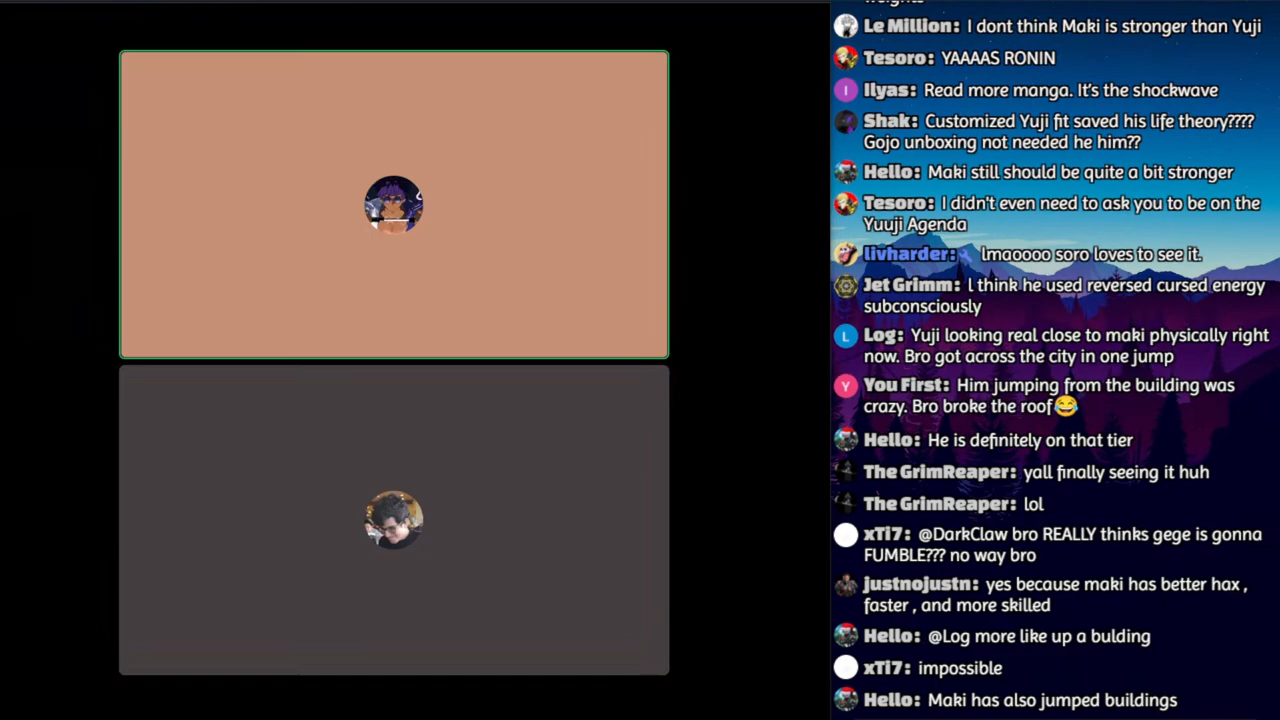 Le Million: I dont think Maki is stronger than Yuji
Tesoro: YAAAAS RONIN
I
Ilyas: Read more manga. It's the shockwave
Shak: Customized Yuji fit saved his life theory????
Gojo unboxing not needed he him??
Hello: Maki still should be quite a bit stronger
Tesoro: I didn't even need to ask you to be on the
Yuuji Agenda
livharder: lmaoooo soro loves to see it.
Jet Grimm: I think he used reversed cursed energy
subconsciously
L
Log: Yuji looking real close to maki physically right
now. Bro got across the city in one jump
Y
You First: Him jumping from the building was
crazy. Bro broke the roof😂
Hello: He is definitely on that tier
The GrimReaper: yall finally seeing it huh
The GrimReaper: lol
xTi7: @DarkClaw bro REALLY thinks gege is gonna
FUMBLE??? no way bro
justnojustn: yes because maki has better hax ,
faster , and more skilled
Hello: @Log more like up a bulding
xTi7: impossible
Hello: Maki has also jumped buildings